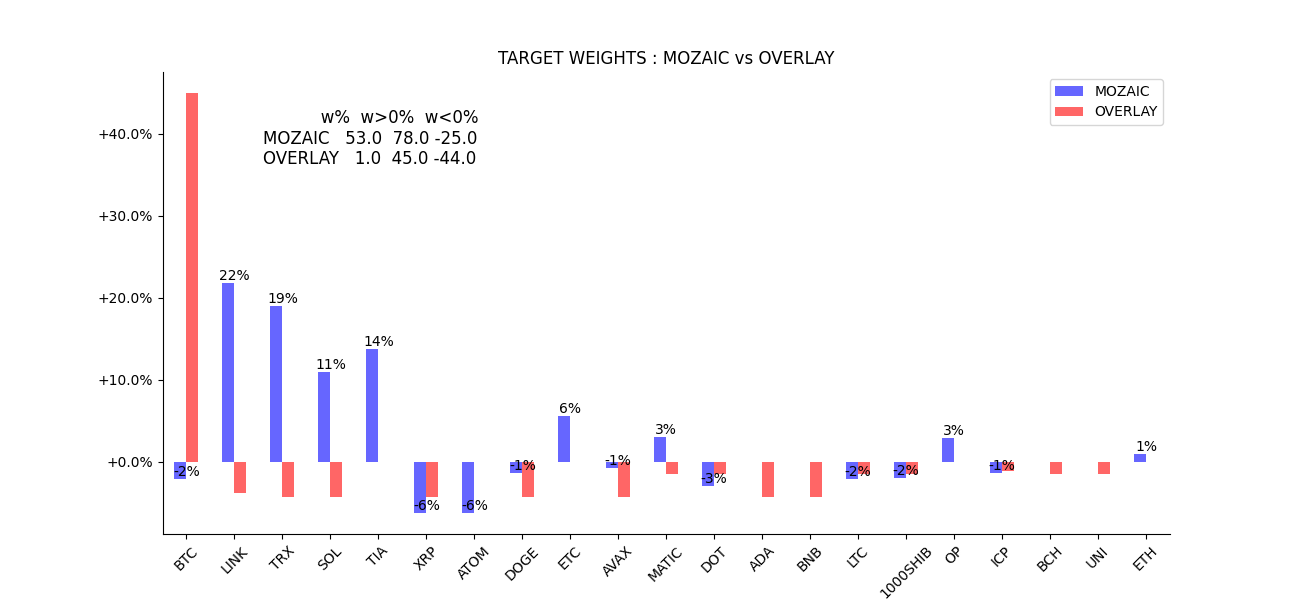 TARGET WEIGHTS : MOZAIC vs OVERLAY
MOZAIC
OVERLAY
w% w>0% w<0%
MOZAIC 53.0 78.0 -25.0
OVERLAY 1.0 45.0 -44.0
+40.0%
+30.0%
+20.0%
+10.0%
+0.0%
-2%
22%
19%
11%
14%
-6%
-6%
-1%
6%
-1%
3%
-3%
-2%
-2%
3%
-1%
1%
BTC
LINK
TRX
SOL
TIA
XRP
ATOM
DOGE
ETC
AVAX
MATIC
DOT
ADA
BNB
LTC
1000SHIB
OP
ICP
BCH
UNI
ETH